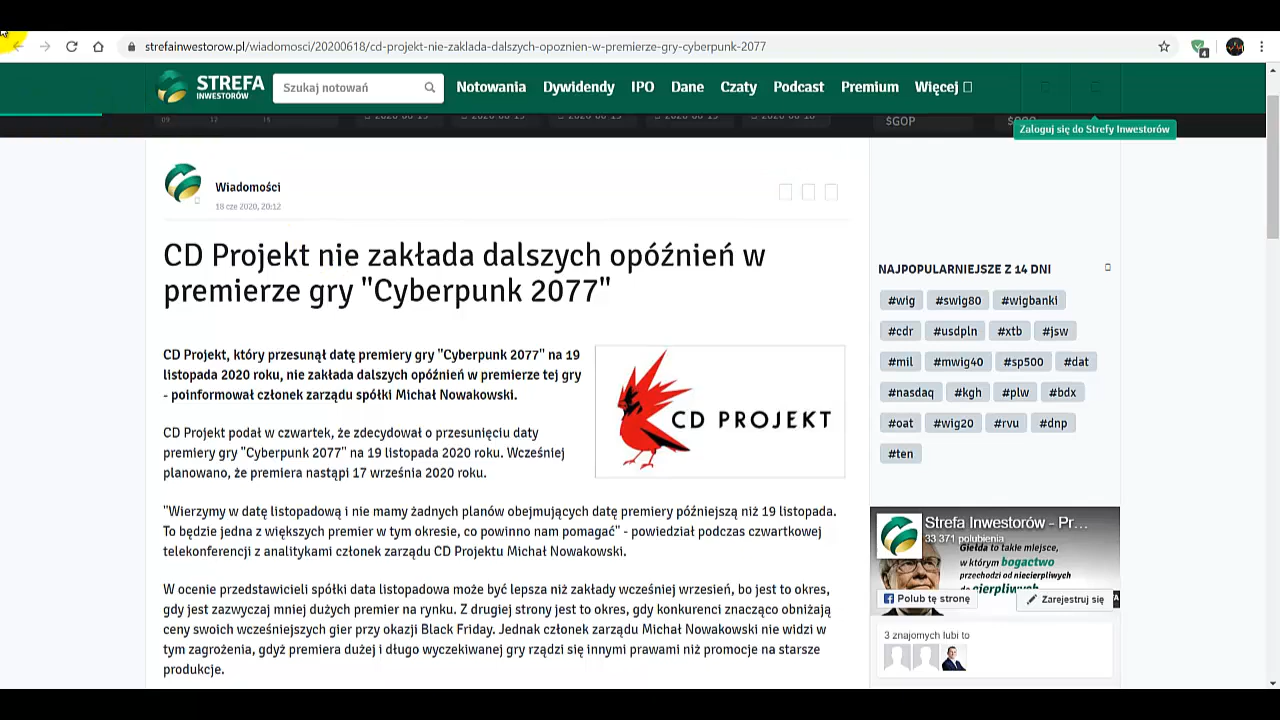 strefainwestorow.pl/wiadomosci/20200618/cd-projekt-nie-zaklada-dalszych-opoznien-w-premierze-gry-cyberpunk-2077
4
STREFA
INWESTORÓW
Szukaj notowań
Notowania Dywidendy IPO Dane Czaty Podcast Premium Więcej
09 12 15
$GOP
Zaloguj się do Strefy Inwestorów
Wiadomości
18 cze 2020, 20:12
CD Projekt nie zakłada dalszych opóźnień w
premierze gry "Cyberpunk 2077"
CD Projekt, który przesunął datę premiery gry "Cyberpunk 2077" na 19
listopada 2020 roku, nie zakłada dalszych opóźnień w premierze tej gry
- poinformował członek zarządu spółki Michał Nowakowski.
CD PROJEKT
CD Projekt podał w czwartek, że zdecydował o przesunięciu daty
premiery gry "Cyberpunk 2077" na 19 listopada 2020 roku. Wcześniej
planowano, że premiera nastąpi 17 września 2020 roku.
"Wierzymy w datę listopadową i nie mamy żadnych planów obejmujących datę premiery późniejszą niż 19 listopada.
To będzie jedna z większych premier w tym okresie, co powinno nam pomagać" - powiedział podczas czwartkowej
telekonferencji z analitykami członek zarządu CD Projektu Michał Nowakowski.
W ocenie przedstawicieli spółki data listopadowa może być lepsza niż zakłady wcześniej wrzesień, bo jest to okres,
gdy jest zazwyczaj mniej dużych premier na rynku. Z drugiej strony jest to okres, gdy konkurenci znacząco obniżają
ceny swoich wcześniejszych gier przy okazji Black Friday. Jednak członek zarządu Michał Nowakowski nie widzi w
tym zagrożenia, gdyż premiera dużej i długo wyczekiwanej gry rządzi się innymi prawami niż promocje na starsze
produkcje.
NAJPOPULARNIEJSZE Z 14 DNI
#wig #swig80 #wigbanki
#cdr #usdpln #xtb #jsw
#mil #mwig40 #sp500 #dat
#nasdaq #kgh #plw #bdx
#oat #wig20 #rvu #dnp
#ten
Strefa Inwestorów - Pr…
33 371 polubienia
Giełda to takie miejsce,
w którym bogactwo
przechodzi od niecierpliwych
do cierpliwych
Polub tę stronę
Zarejestruj się
3 znajomych lubi to